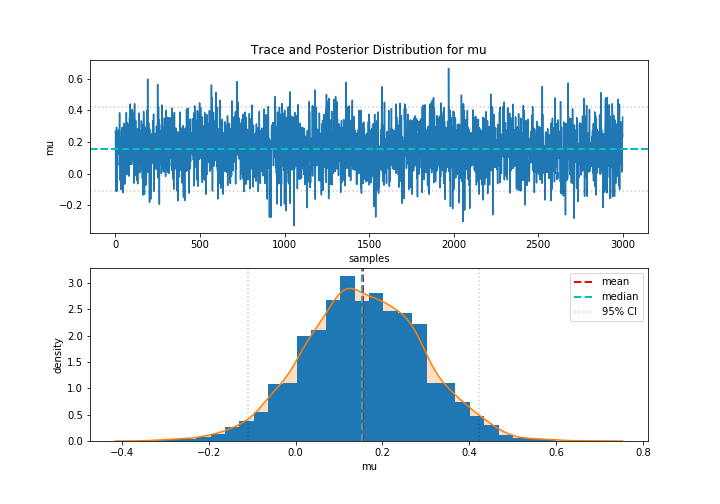 Trace and Posterior Distribution for mu
0.6
0.4
0.2
0.0
−0.2
mu
0 500 1000 1500 2000 2500 3000
samples
3.0
2.5
2.0
1.5
1.0
0.5
0.0
density
mean
median
95% CI
−0.4 −0.2 0.0 0.2 0.4 0.6 0.8
mu